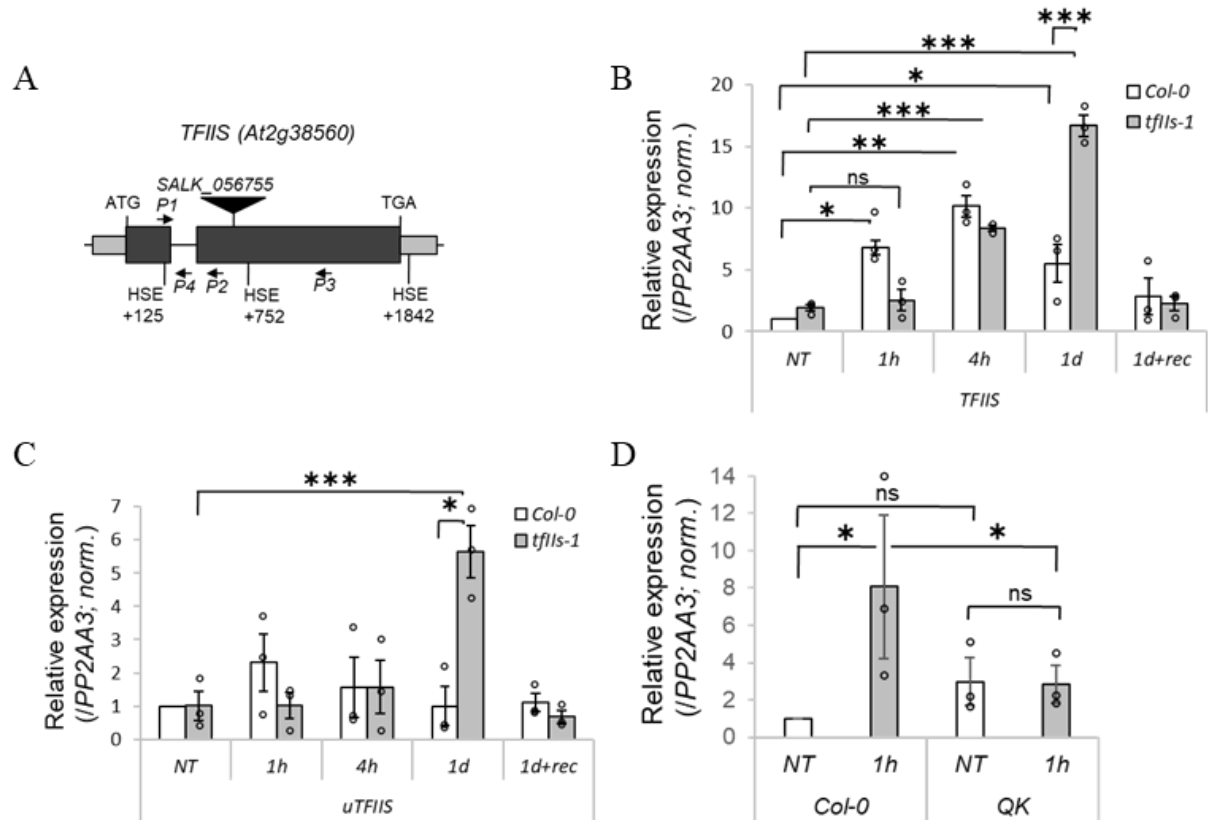 A
TFIIS (At2g38560)
SALK_056755
ATG P1 TGA
P4 P2 P3
HSE HSE HSE
+125 +752 +1842
B
Relative expression
(/PP2AA3; norm.)
20
15
10
5
0
***
***
*
***
**
ns
*
Col-0
tfIIs-1
NT 1h 4h 1d 1d+rec
TFIIS
C
Relative expression
(/PP2AA3; norm.)
7
6
5
4
3
2
1
0
***
*
Col-0
tfIIs-1
NT 1h 4h 1d 1d+rec
uTFIIS
D
Relative expression
(/PP2AA3; norm.)
14
12
10
8
6
4
2
0
ns
* *
ns
NT 1h NT 1h
Col-0 QK